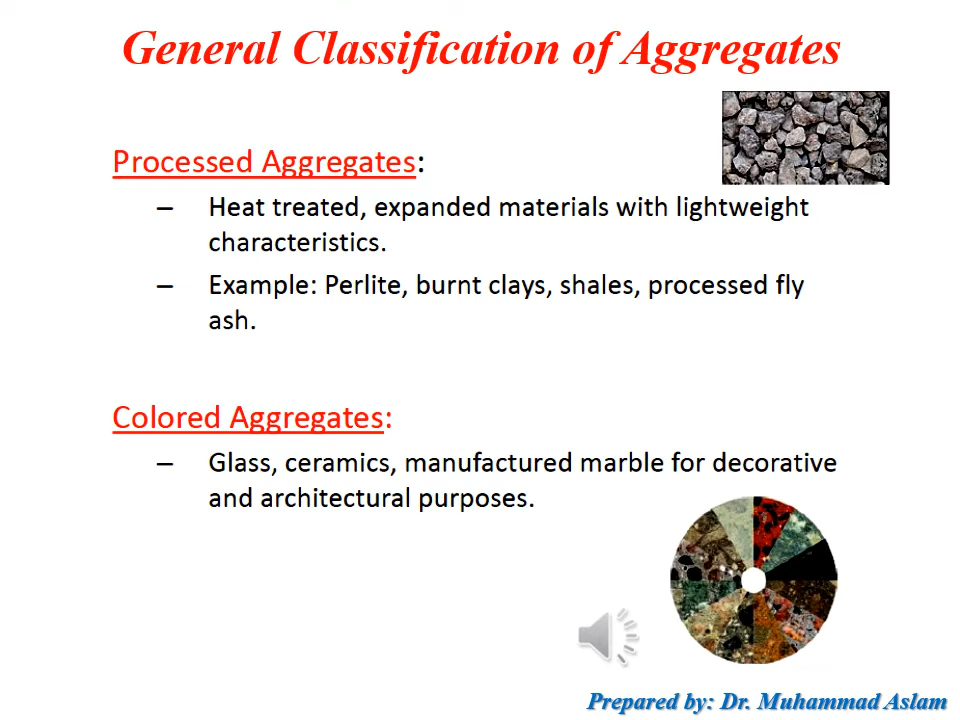 General Classification of Aggregates
Processed Aggregates:
– Heat treated, expanded materials with lightweight
characteristics.
– Example: Perlite, burnt clays, shales, processed fly
ash.
Colored Aggregates:
– Glass, ceramics, manufactured marble for decorative
and architectural purposes.
Prepared by: Dr. Muhammad Aslam